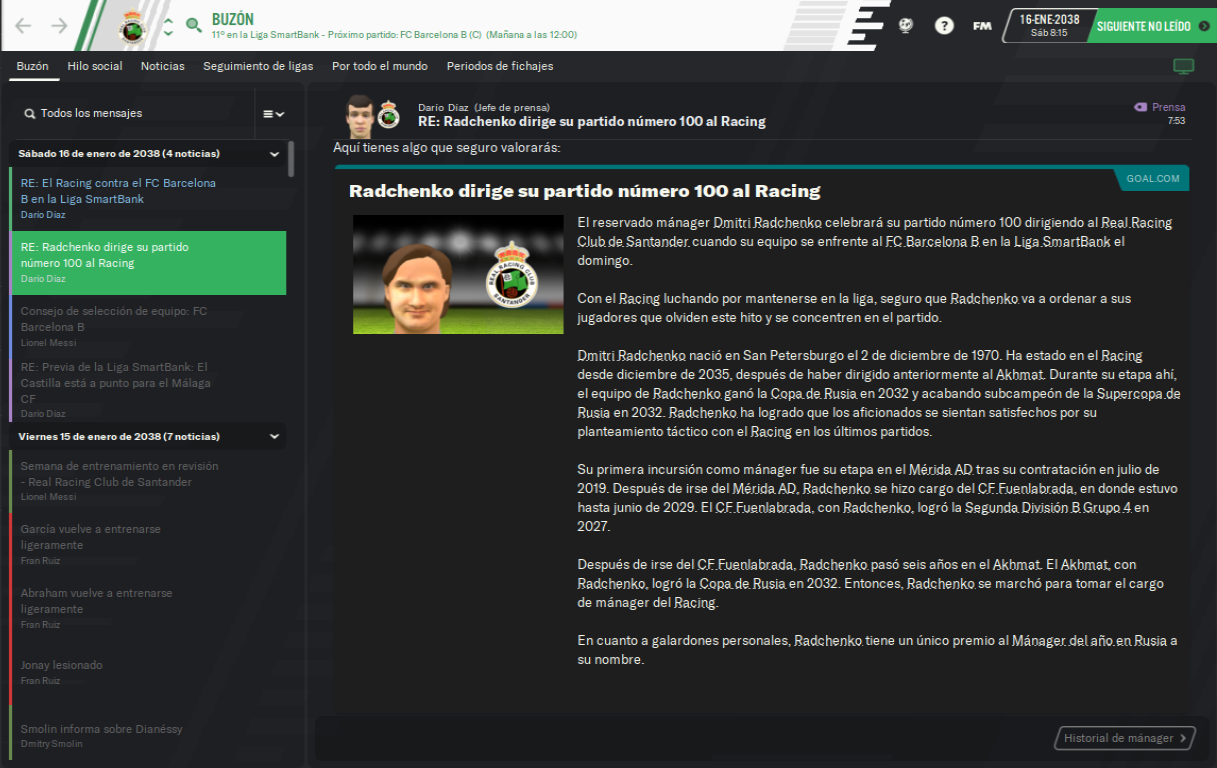 BUZÓN
11º en la Liga SmartBank - Próximo partido: FC Barcelona B (C) (Mañana a las 12:00)
?
FM
16-ENE-2038
Sáb 8:15
SIGUIENTE NO LEÍDO
Buzón Hilo social Noticias Seguimiento de ligas Por todo el mundo Periodos de fichajes
Todos los mensajes
Sábado 16 de enero de 2038 (4 noticias)
RE: El Racing contra el FC Barcelona
B en la Liga SmartBank
Darío Díaz
RE: Radchenko dirige su partido
número 100 al Racing
Darío Díaz
Consejo de selección de equipo: FC
Barcelona B
Lionel Messi
RE: Previa de la Liga SmartBank: El
Castilla está a punto para el Málaga
CF
Darío Díaz
Viernes 15 de enero de 2038 (7 noticias)
Semana de entrenamiento en revisión
- Real Racing Club de Santander
Lionel Messi
García vuelve a entrenarse
ligeramente
Fran Ruiz
Abraham vuelve a entrenarse
ligeramente
Fran Ruiz
Jonay lesionado
Fran Ruiz
Smolin informa sobre Dianéssy
Dmitry Smolin
Darío Díaz (Jefe de prensa)
RE: Radchenko dirige su partido número 100 al Racing
Prensa
7:53
Aquí tienes algo que seguro valorarás:
GOAL.COM
Radchenko dirige su partido número 100 al Racing
REAL RACING CLUB
SANTANDER
El reservado mánager Dmitri Radchenko celebrará su partido número 100 dirigiendo al Real Racing
Club de Santander cuando su equipo se enfrente al FC Barcelona B en la Liga SmartBank el
domingo.
Con el Racing luchando por mantenerse en la liga, seguro que Radchenko va a ordenar a sus
jugadores que olviden este hito y se concentren en el partido.
Dmitri Radchenko nació en San Petersburgo el 2 de diciembre de 1970. Ha estado en el Racing
desde diciembre de 2035, después de haber dirigido anteriormente al Akhmat. Durante su etapa ahí,
el equipo de Radchenko ganó la Copa de Rusia en 2032 y acabando subcampeón de la Supercopa de
Rusia en 2032. Radchenko ha logrado que los aficionados se sientan satisfechos por su
planteamiento táctico con el Racing en los últimos partidos.
Su primera incursión como mánager fue su etapa en el Mérida AD tras su contratación en julio de
2019. Después de irse del Mérida AD, Radchenko se hizo cargo del CF Fuenlabrada, en donde estuvo
hasta junio de 2029. El CF Fuenlabrada, con Radchenko, logró la Segunda División B Grupo 4 en
2027.
Después de irse del CF Fuenlabrada, Radchenko pasó seis años en el Akhmat. El Akhmat, con
Radchenko, logró la Copa de Rusia en 2032. Entonces, Radchenko se marchó para tomar el cargo
de mánager del Racing.
En cuanto a galardones personales, Radchenko tiene un único premio al Mánager del año en Rusia a
su nombre.
Historial de mánager